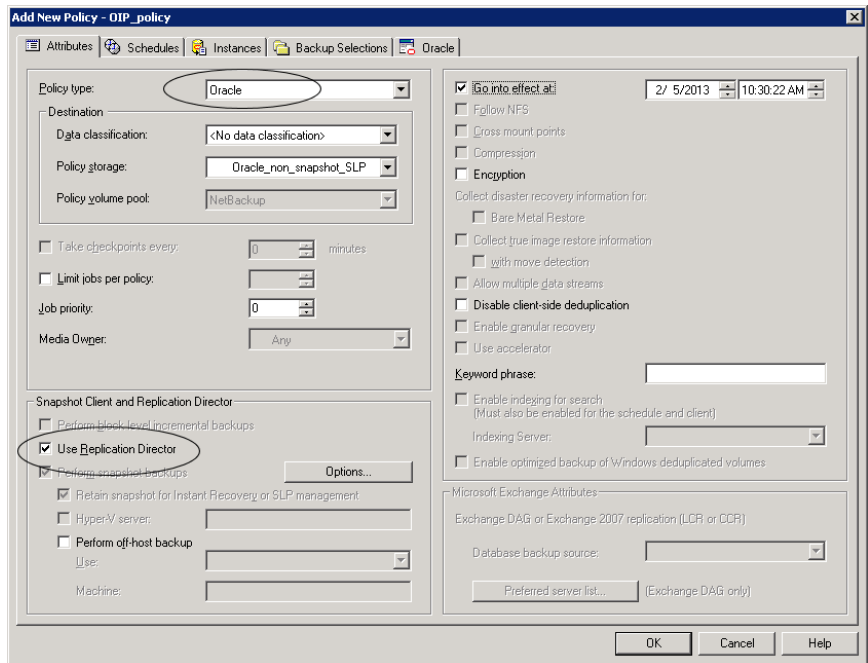 Add New Policy - OIP_policy
Attributes Schedules Instances Backup Selections Oracle
Policy type: Oracle
Destination
Data classification: <No data classification>
Policy storage: Oracle_non_snapshot_SLP
Policy volume pool: NetBackup
Take checkpoints every: 0 minutes
Limit jobs per policy:
Job priority: 0
Media Owner: Any
Snapshot Client and Replication Director
Perform block level incremental backups
Use Replication Director
Perform snapshot backups Options...
Retain snapshot for Instant Recovery or SLP management
Hyper-V server:
Perform off-host backup
Use:
Machine:
Go into effect at: 2/ 5/2013 10:30:22 AM
Follow NFS
Cross mount points
Compression
Encryption
Collect disaster recovery information for:
Bare Metal Restore
Collect true image restore information
with move detection
Allow multiple data streams
Disable client-side deduplication
Enable granular recovery
Use accelerator
Keyword phrase:
Enable indexing for search
(Must also be enabled for the schedule and client)
Indexing Server:
Enable optimized backup of Windows deduplicated volumes
Microsoft Exchange Attributes
Exchange DAG or Exchange 2007 replication (LCR or CCR)
Database backup source:
Preferred server list... (Exchange DAG only)
OK Cancel Help